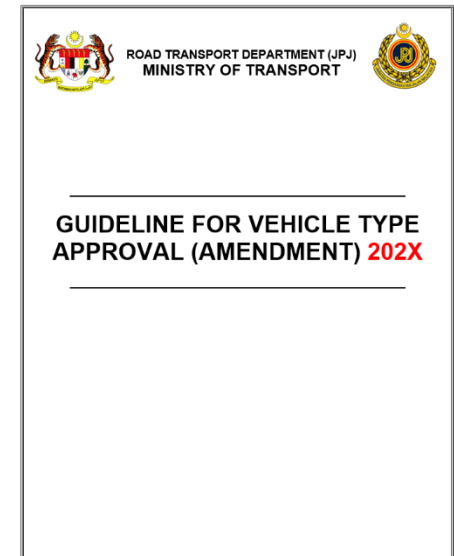 ROAD TRANSPORT DEPARTMENT (JPJ)
MINISTRY OF TRANSPORT
GUIDELINE FOR VEHICLE TYPE
APPROVAL (AMENDMENT) 202X